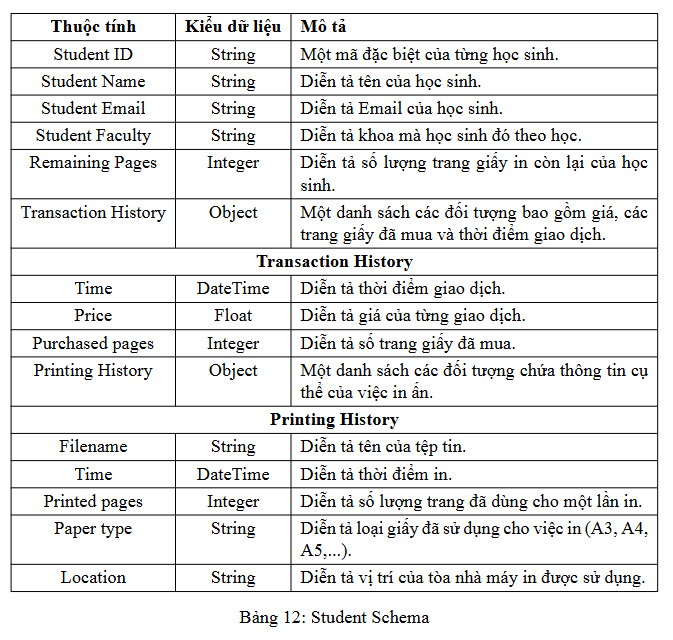 Thuộc tính Kiểu dữ liệu Mô tả
Student ID String Một mã đặc biệt của từng học sinh.
Student Name String Diễn tả tên của học sinh.
Student Email String Diễn tả Email của học sinh.
Student Faculty String Diễn tả khoa mà học sinh đó theo học.
Remaining Pages Integer Diễn tả số lượng trang giấy in còn lại của học
sinh.
Transaction History Object Một danh sách các đối tượng bao gồm giá, các
trang giấy đã mua và thời điểm giao dịch.
Transaction History
Time DateTime Diễn tả thời điểm giao dịch.
Price Float Diễn tả giá của từng giao dịch.
Purchased pages Integer Diễn tả số trang giấy đã mua.
Printing History Object Một danh sách các đối tượng chứa thông tin cụ
thể của việc in ấn.
Printing History
Filename String Diễn tả tên của tệp tin.
Time DateTime Diễn tả thời điểm in.
Printed pages Integer Diễn tả số lượng trang đã dùng cho một lần in.
Paper type String Diễn tả loại giấy đã sử dụng cho việc in (A3, A4,
A5,...).
Location String Diễn tả vị trí của tòa nhà máy in được sử dụng.
Bảng 12: Student Schema